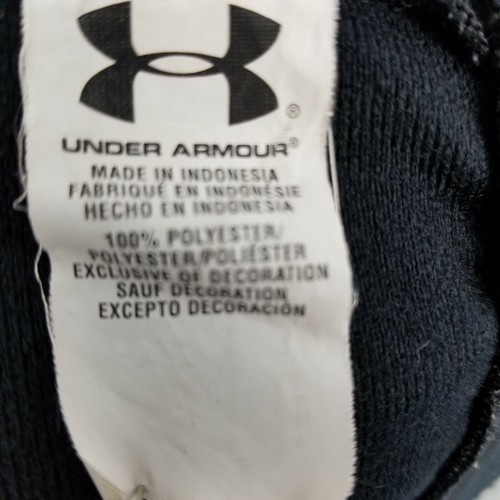 ®
UNDER ARMOUR®
MADE IN INDONESIA
FABRIQUÉ EN INDONÉSIE
HECHO EN INDONESIA
100% POLYESTER/
POLYESTER/POLIÉSTER
EXCLUSIVE OF DECORATION
SAUF DÉCORATION
EXCEPTO DECORACIÓN